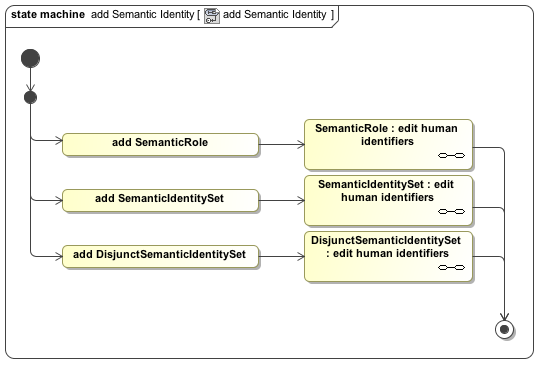 state machine add Semantic Identity [ add Semantic Identity ]
add SemanticRole
SemanticRole : edit human
identifiers
add SemanticIdentitySet
SemanticIdentitySet : edit
human identifiers
add DisjunctSemanticIdentitySet
DisjunctSemanticIdentitySet
: edit human identifiers